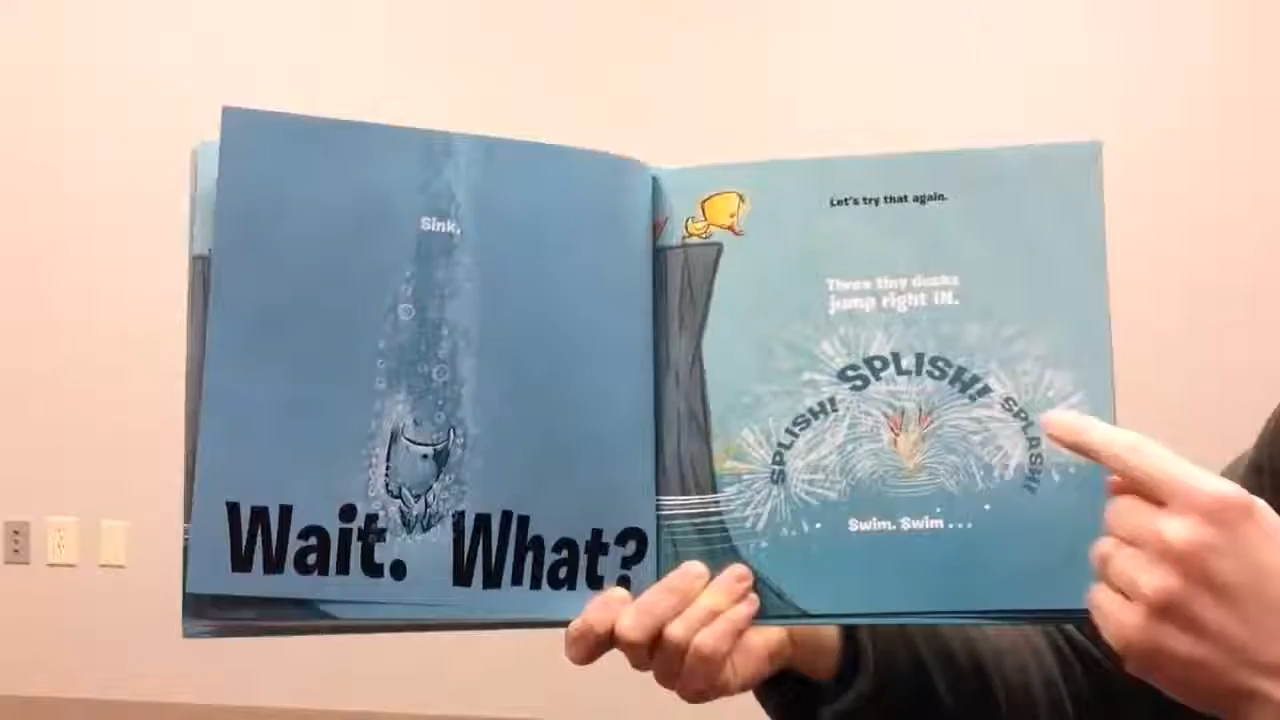 Sink.
Wait. What?
Let's try that again.
Three tiny ducks
jump right IN.
SPLISH! SPLISH! SPLASH!
Swim. Swim...